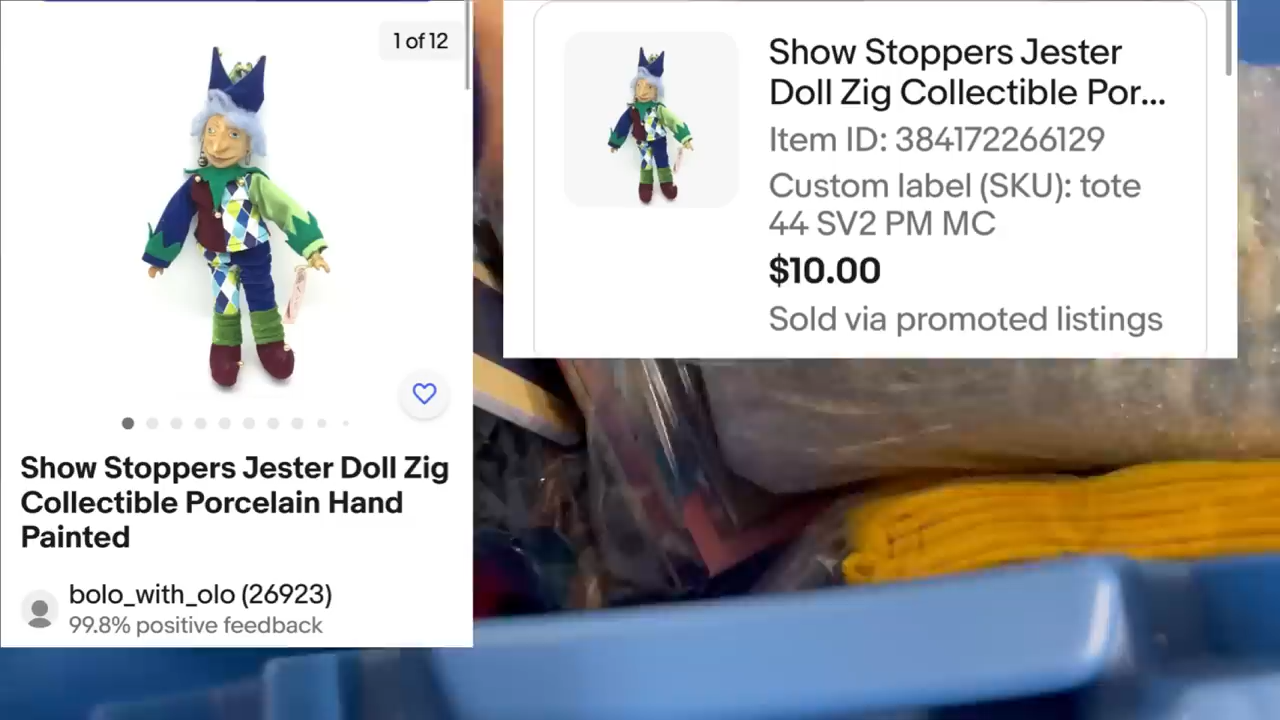 1 of 12
Show Stoppers Jester Doll Zig
Collectible Porcelain Hand
Painted
bolo_with_olo (26923)
99.8% positive feedback
Show Stoppers Jester
Doll Zig Collectible Por...
Item ID: 384172266129
Custom label (SKU): tote
44 SV2 PM MC
$10.00
Sold via promoted listings